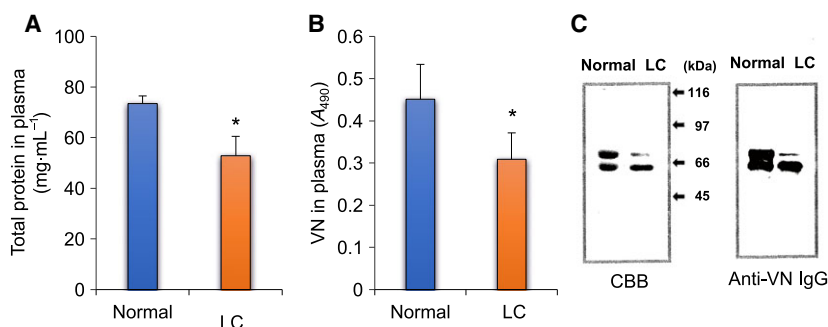 A
Total protein in plasma
(mg·mL−1)
100
80
60
40
20
0
*
Normal
LC
B
VN in plasma (A490)
0.6
0.5
0.4
0.3
0.2
0.1
0
*
Normal
LC
C
Normal LC (kDa) Normal LC
116
97
66
45
CBB
Anti-VN IgG